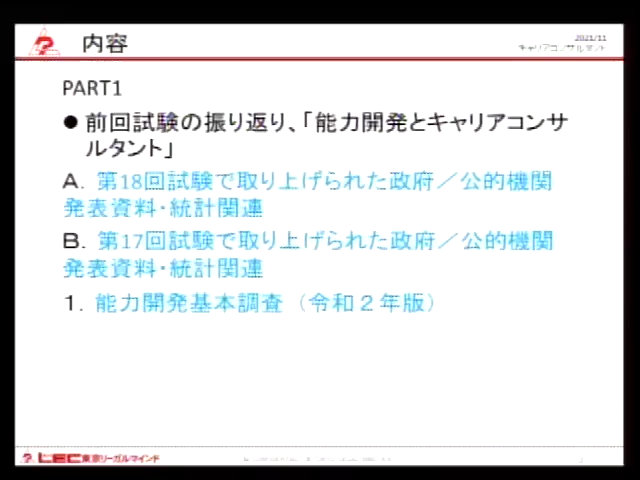 内容
2021/11
キャリアコンサルタント
PART1
● 前回試験の振り返り、「能力開発とキャリアコンサ
ルタント」
A. 第18回試験で取り上げられた政府／公的機関
発表資料・統計関連
B. 第17回試験で取り上げられた政府／公的機関
発表資料・統計関連
1. 能力開発基本調査（令和２年版）
LEC東京リーガルマインド